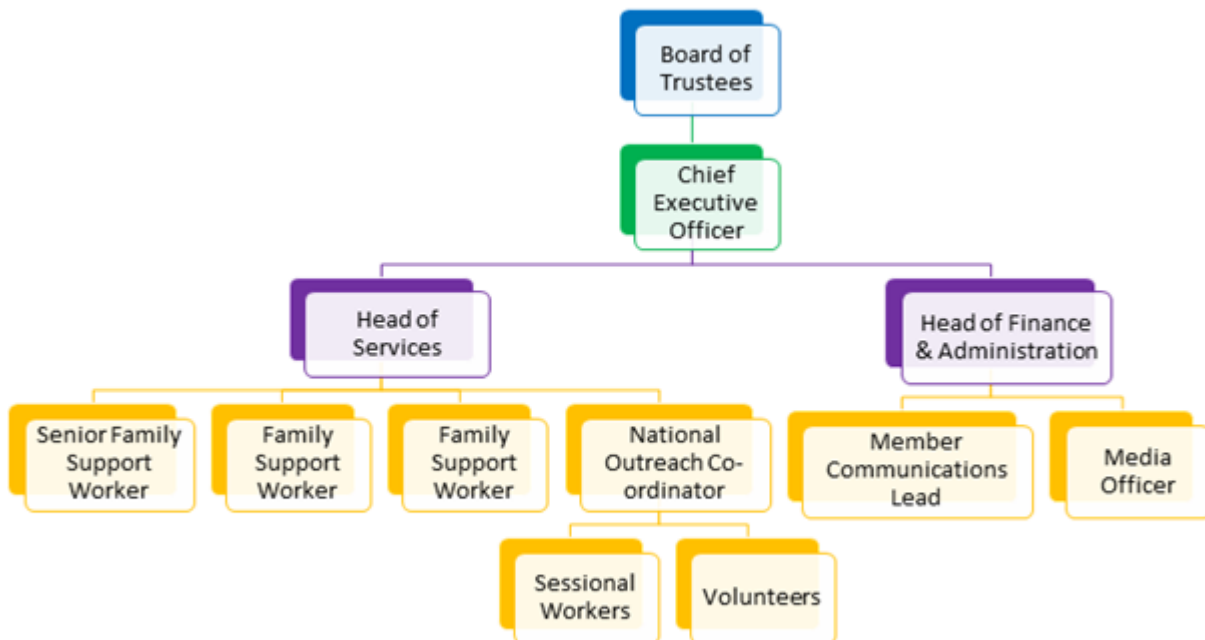 Board of
Trustees
Chief
Executive
Officer
Head of
Services
Head of Finance
& Administration
Senior Family
Support
Worker
Family
Support
Worker
Family
Support
Worker
National
Outreach Co-
ordinator
Member
Communications
Lead
Media
Officer
Sessional
Workers
Volunteers